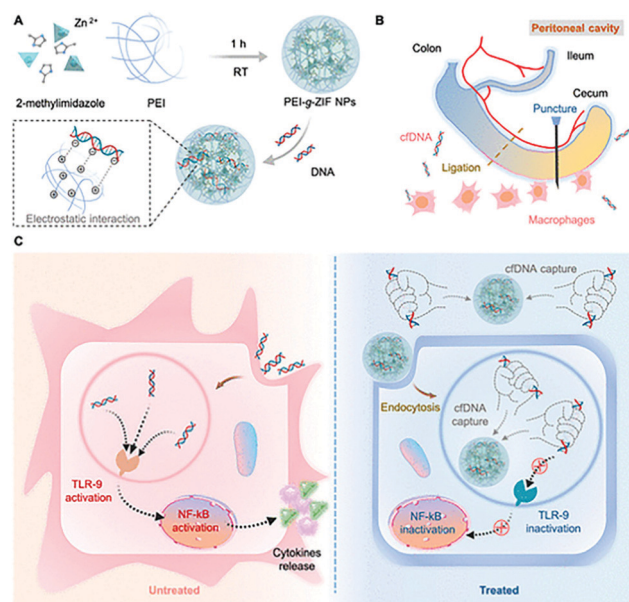 A
Zn2+
1 h
RT
2-methylimidazole
PEI
PEI-g-ZIF NPs
DNA
Electrostatic interaction
B
Peritoneal cavity
Colon
Ileum
Cecum
Puncture
cfDNA
Ligation
Macrophages
C
TLR-9
activation
NF-kB
activation
Cytokines
release
Untreated
cfDNA capture
Endocytosis
cfDNA
capture
NF-kB
inactivation
TLR-9
inactivation
Treated